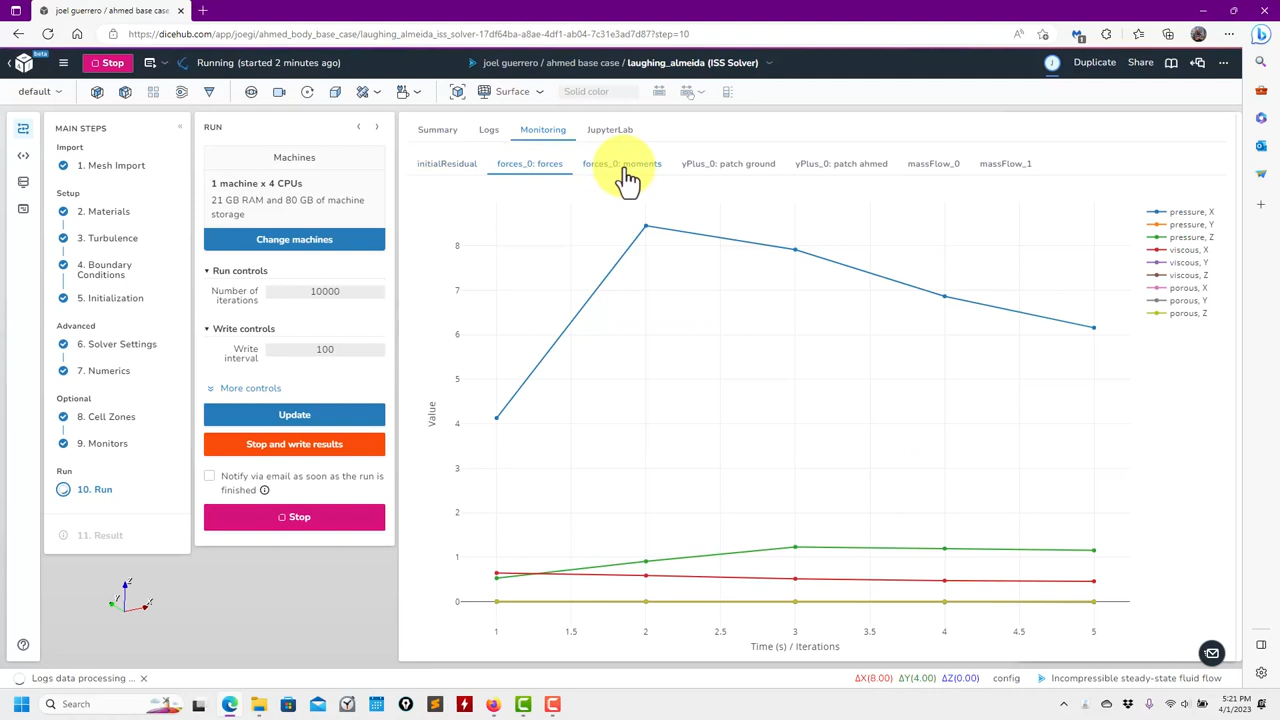 joel guerrero / ahmed base case
https://dicehub.com/app/joegi/ahmed_body_base_case/laughing_almeida_iss_solver-17df64ba-a8ae-4df1-ab04-7c31e3ad7d87?step=10
beta
Stop
Running (started 2 minutes ago)
joel guerrero / ahmed base case / laughing_almeida (ISS Solver)
J
Duplicate
Share
default
Surface
Solid color
MAIN STEPS
Import
1. Mesh Import
Setup
2. Materials
3. Turbulence
4. Boundary
Conditions
5. Initialization
Advanced
6. Solver Settings
7. Numerics
Optional
8. Cell Zones
9. Monitors
Run
10. Run
11. Result
RUN
Machines
1 machine x 4 CPUs
21 GB RAM and 80 GB of machine
storage
Change machines
Run controls
Number of
iterations
10000
Write controls
Write
interval
100
More controls
Update
Stop and write results
Notify via email as soon as the run is
finished
Stop
Summary
Logs
Monitoring
JupyterLab
initialResidual
forces_0: forces
forces_0: moments
yPlus_0: patch ground
yPlus_0: patch ahmed
massFlow_0
massFlow_1
Value
8
7
6
5
4
3
2
1
0
1
1.5
2
2.5
3
3.5
4
4.5
5
Time (s) / Iterations
pressure, X
pressure, Y
pressure, Z
viscous, X
viscous, Y
viscous, Z
porous, X
porous, Y
porous, Z
Z
Y
X
Logs data processing ...
ΔX(8.00)
ΔY(4.00)
ΔZ(0.00)
config
Incompressible steady-state fluid flow
Search
5:21 PM
4/1/2023